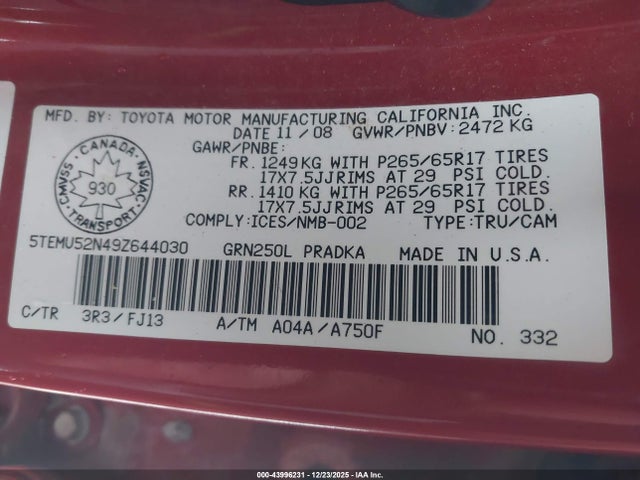 MFD. BY: TOYOTA MOTOR MANUFACTURING CALIFORNIA INC.
DATE 11 / 08 GVWR/PNBV: 2472 KG
GAWR/PNBE:
FR. 1249 KG WITH P265/65R17 TIRES
17X7.5JJRIMS AT 29 PSI COLD.
RR. 1410 KG WITH P265/65R17 TIRES
17X7.5JJRIMS AT 29 PSI COLD.
COMPLY: ICES/NMB-002 TYPE: TRU/CAM
CANADA
CMVSS NSVAC
930
TRANSPORT
5TEMU52N49Z644030 GRN250L PRADKA MADE IN U.S.A.
C/TR 3R3 / FJ13 A/TM A04A / A750F NO. 332
000-43996231 - 12/23/2025 - IAA Inc.